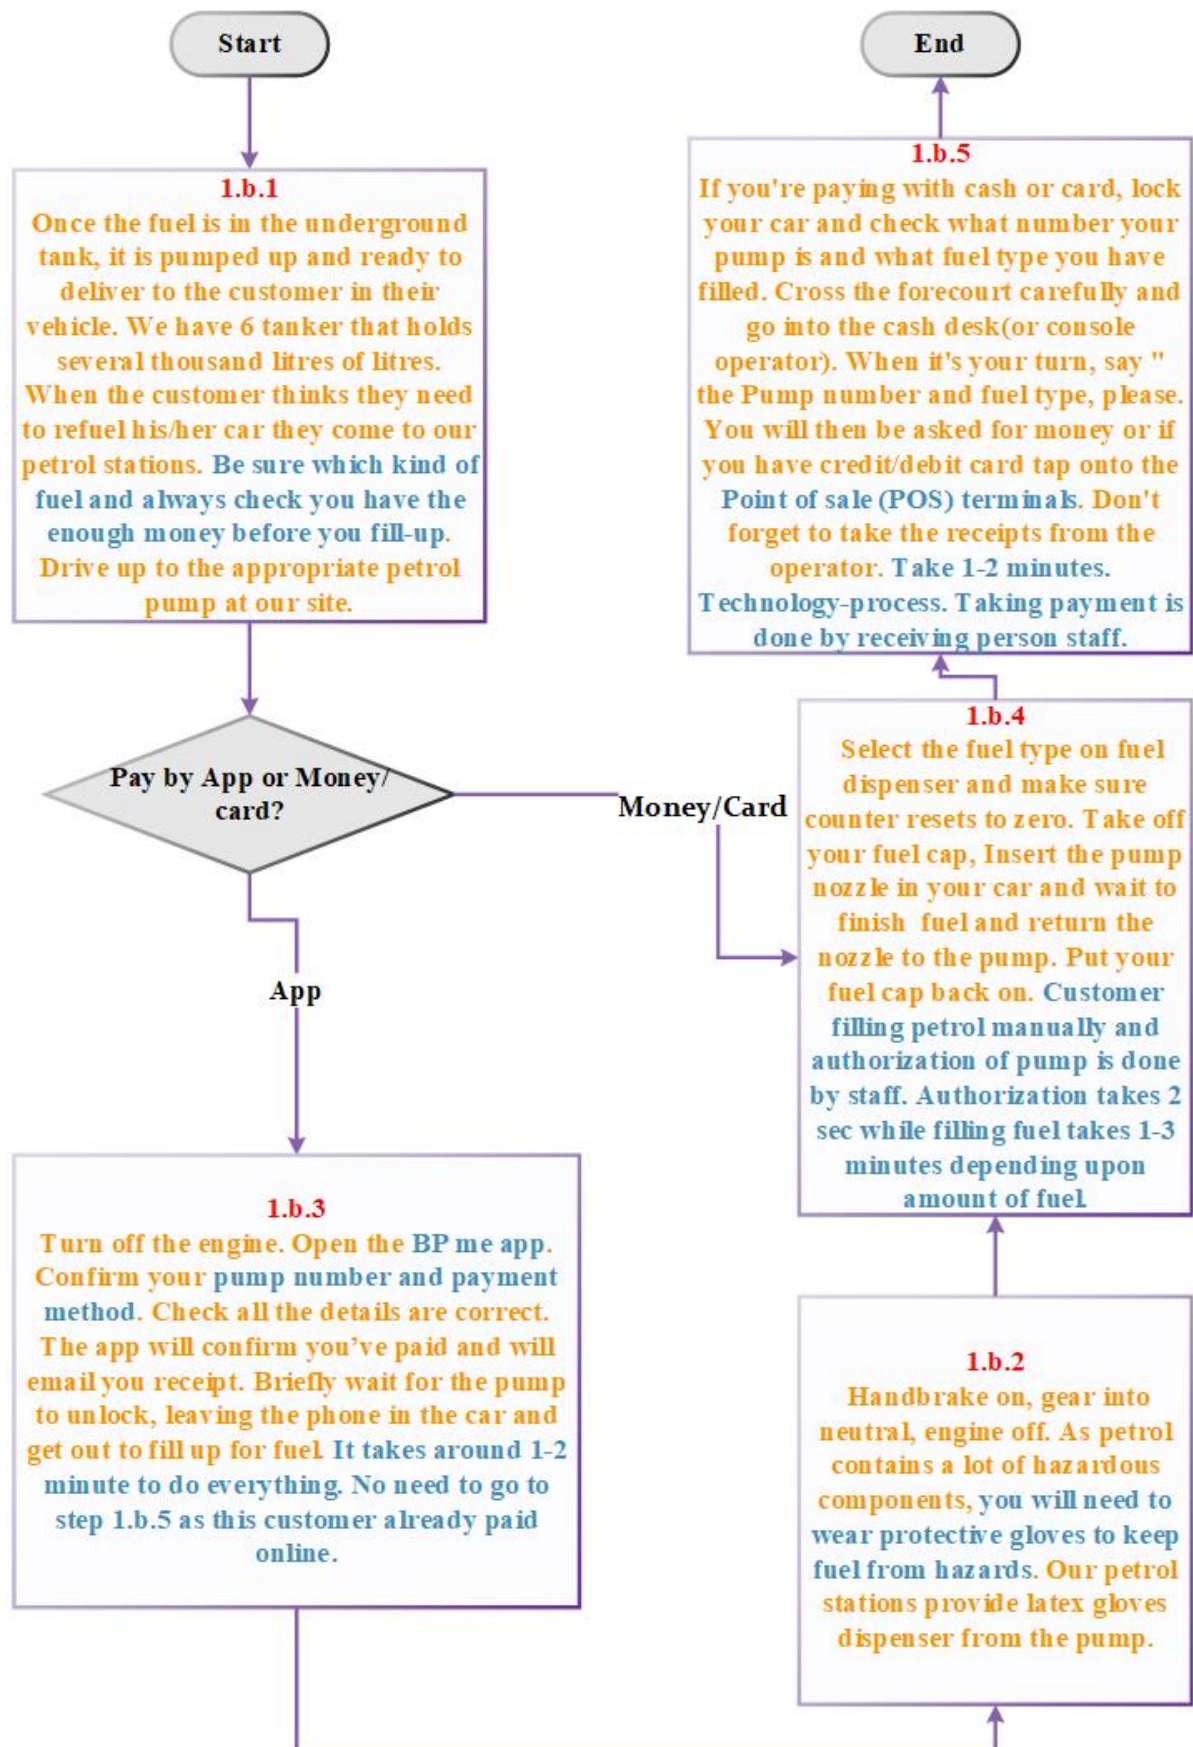 Start
1.b.1
Once the fuel is in the underground
tank, it is pumped up and ready to
deliver to the customer in their
vehicle. We have 6 tanker that holds
several thousand litres of litres.
When the customer thinks they need
to refuel his/her car they come to our
petrol stations. Be sure which kind of
fuel and always check you have the
enough money before you fill-up.
Drive up to the appropriate petrol
pump at our site.
Pay by App or Money/
card?
Money/Card
App
1.b.3
Turn off the engine. Open the BP me app.
Confirm your pump number and payment
method. Check all the details are correct.
The app will confirm you’ve paid and will
email you receipt. Briefly wait for the pump
to unlock, leaving the phone in the car and
get out to fill up for fuel. It takes around 1-2
minute to do everything. No need to go to
step 1.b.5 as this customer already paid
online.
1.b.2
Handbrake on, gear into
neutral, engine off. As petrol
contains a lot of hazardous
components, you will need to
wear protective gloves to keep
fuel from hazards. Our petrol
stations provide latex gloves
dispenser from the pump.
1.b.4
Select the fuel type on fuel
dispenser and make sure
counter resets to zero. Take off
your fuel cap, Insert the pump
nozzle in your car and wait to
finish fuel and return the
nozzle to the pump. Put your
fuel cap back on. Customer
filling petrol manually and
authorization of pump is done
by staff. Authorization takes 2
sec while filling fuel takes 1-3
minutes depending upon
amount of fuel.
1.b.5
If you're paying with cash or card, lock
your car and check what number your
pump is and what fuel type you have
filled. Cross the forecourt carefully and
go into the cash desk(or console
operator). When it's your turn, say "
the Pump number and fuel type, please.
You will then be asked for money or if
you have credit/debit card tap onto the
Point of sale (POS) terminals. Don't
forget to take the receipts from the
operator. Take 1-2 minutes.
Technology-process. Taking payment is
done by receiving person staff.
End